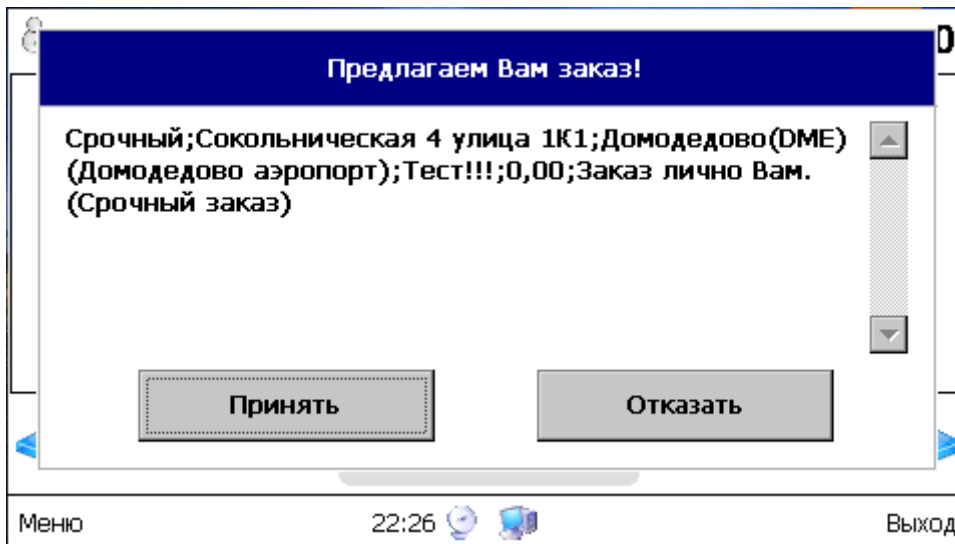 Предлагаем Вам заказ!
Срочный;Сокольническая 4 улица 1К1;Домодедово(DME)
(Домодедово аэропорт);Тест!!!;0,00;Заказ лично Вам.
(Срочный заказ)
Принять Отказать
Меню 22:26 Выход